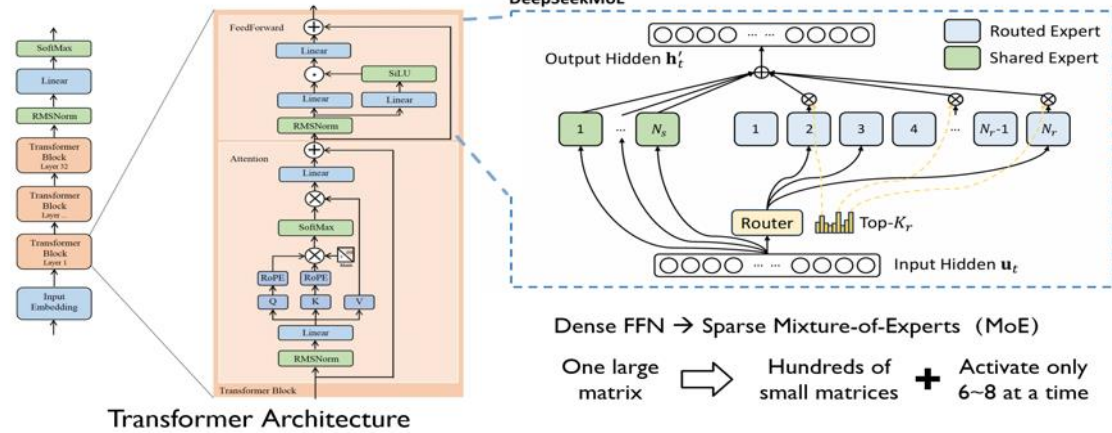 DeepSeekMoE
SoftMax
Linear
RMSNorm
Transformer
Block
Layer 32
Transformer
Block
Layer ...
Transformer
Block
Layer 1
Input
Embedding
FeedForward
Linear
SiLU
Linear
Linear
RMSNorm
Attention
Linear
SoftMax
RoPE
RoPE
Q
K
V
Linear
RMSNorm
Transformer Block
Transformer Architecture
Routed Expert
Shared Expert
Output Hidden h′t
1
...
Ns
1
2
3
4
...
Nr-1
Nr
Router
Top-Kr
Input Hidden ut
Dense FFN → Sparse Mixture-of-Experts (MoE)
One large
matrix
Hundreds of
small matrices
+
Activate only
6~8 at a time